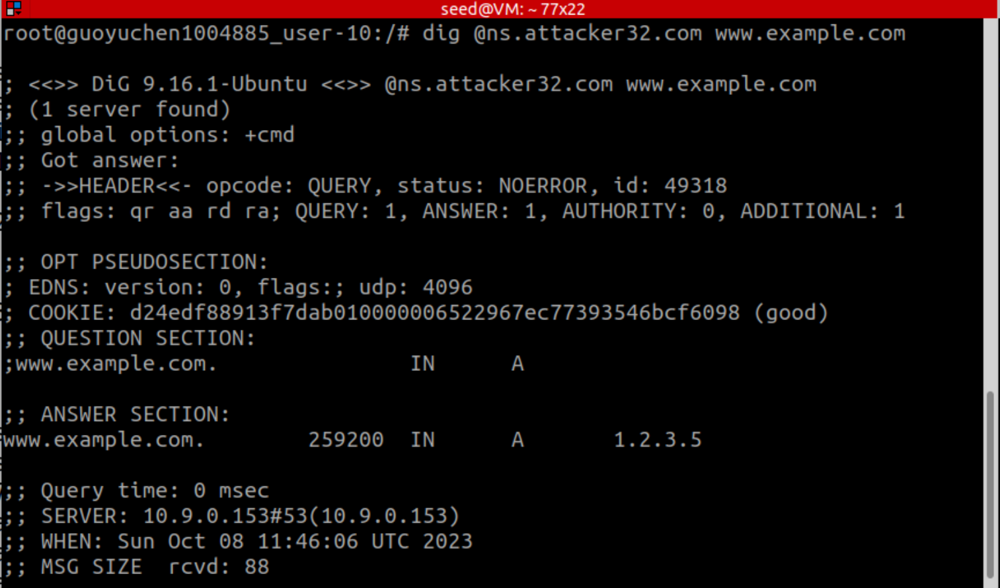 seed@VM: ~ 77x22
root@guoyuchen1004885_user-10:/# dig @ns.attacker32.com www.example.com
; <<>> DiG 9.16.1-Ubuntu <<>> @ns.attacker32.com www.example.com
; (1 server found)
;; global options: +cmd
;; Got answer:
;; ->>HEADER<<- opcode: QUERY, status: NOERROR, id: 49318
;; flags: qr aa rd ra; QUERY: 1, ANSWER: 1, AUTHORITY: 0, ADDITIONAL: 1
;; OPT PSEUDOSECTION:
; EDNS: version: 0, flags:; udp: 4096
; COOKIE: d24edf88913f7dab010000006522967ec77393546bcf6098 (good)
;; QUESTION SECTION:
;www.example.com. IN A
;; ANSWER SECTION:
www.example.com. 259200 IN A 1.2.3.5
;; Query time: 0 msec
;; SERVER: 10.9.0.153#53(10.9.0.153)
;; WHEN: Sun Oct 08 11:46:06 UTC 2023
;; MSG SIZE rcvd: 88